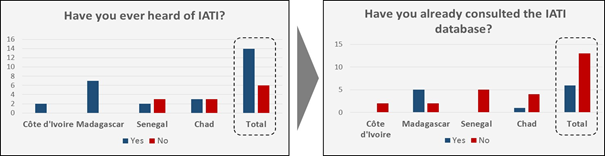 Have you ever heard of IATI?
16
14
12
10
8
6
4
2
0
Côte d'Ivoire Madagascar Senegal Chad Total
Yes No
Have you already consulted the IATI
database?
15
10
5
0
Côte Madagascar Senegal Chad Total
d'Ivoire
Yes No